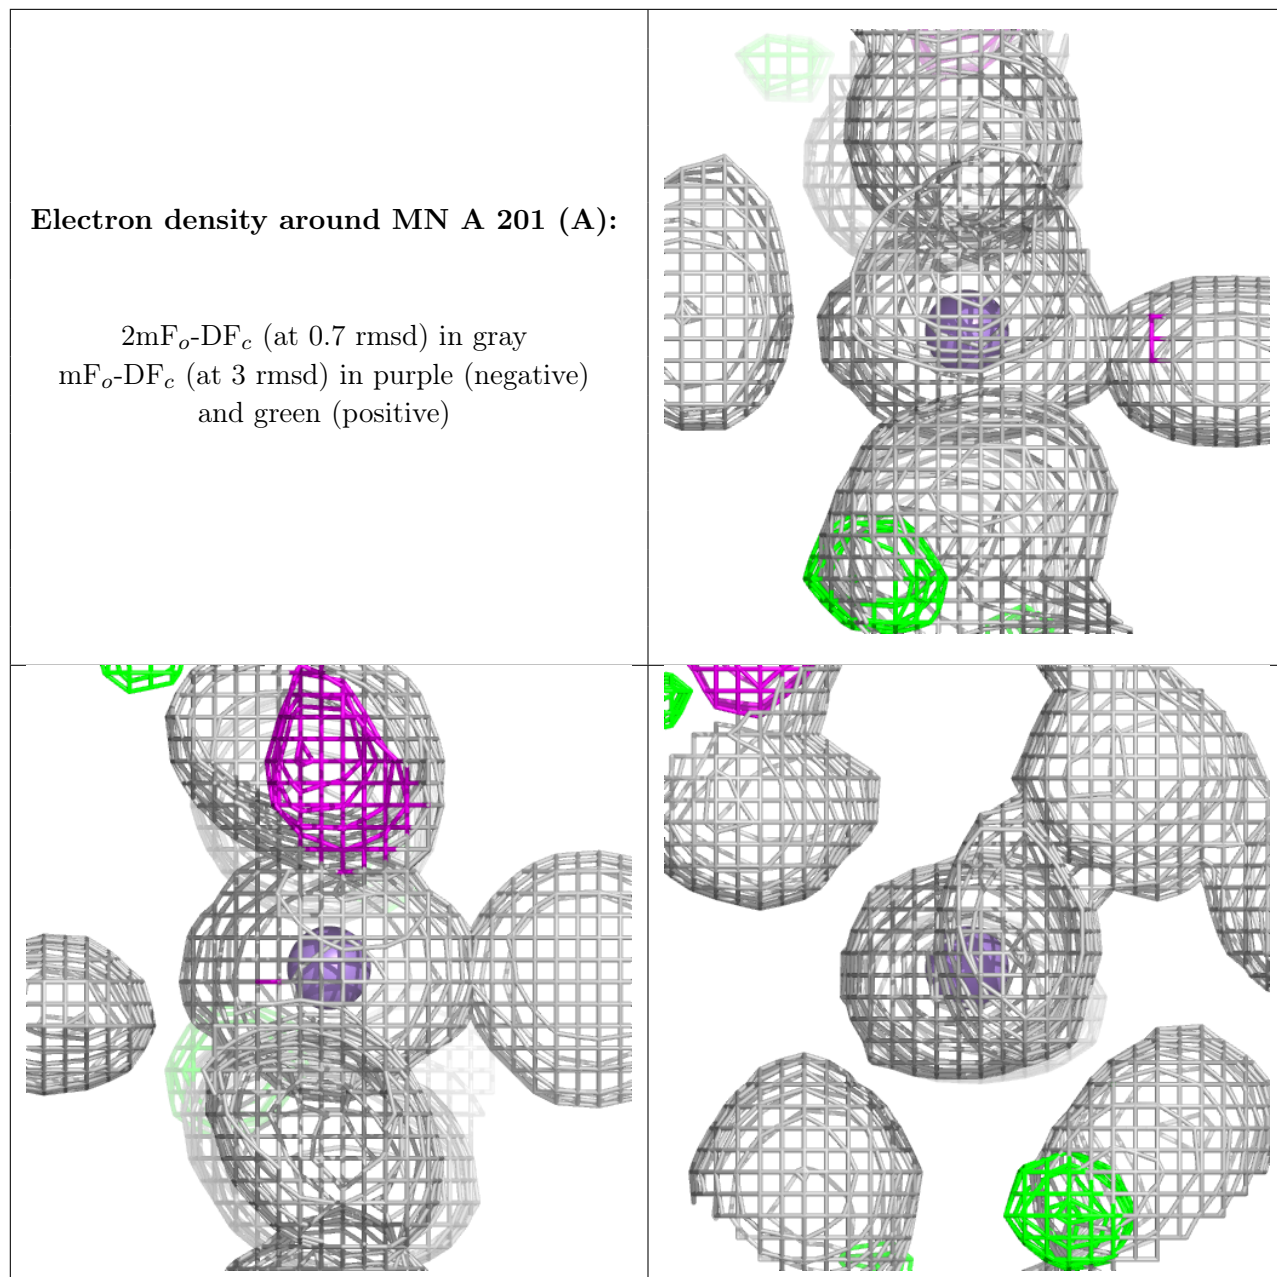 Electron density around MN A 201 (A):
2mFₒ-DF𝒸 (at 0.7 rmsd) in gray
mFₒ-DF𝒸 (at 3 rmsd) in purple (negative)
and green (positive)